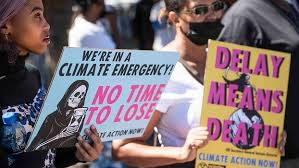 WE'RE IN A
CLIMATE EMERGENCY!
NO TIME
TO LOSE
CLIMATE ACTION NOW!
DELAY
MEANS
DEATH
CLIMATE ACTION NOW!